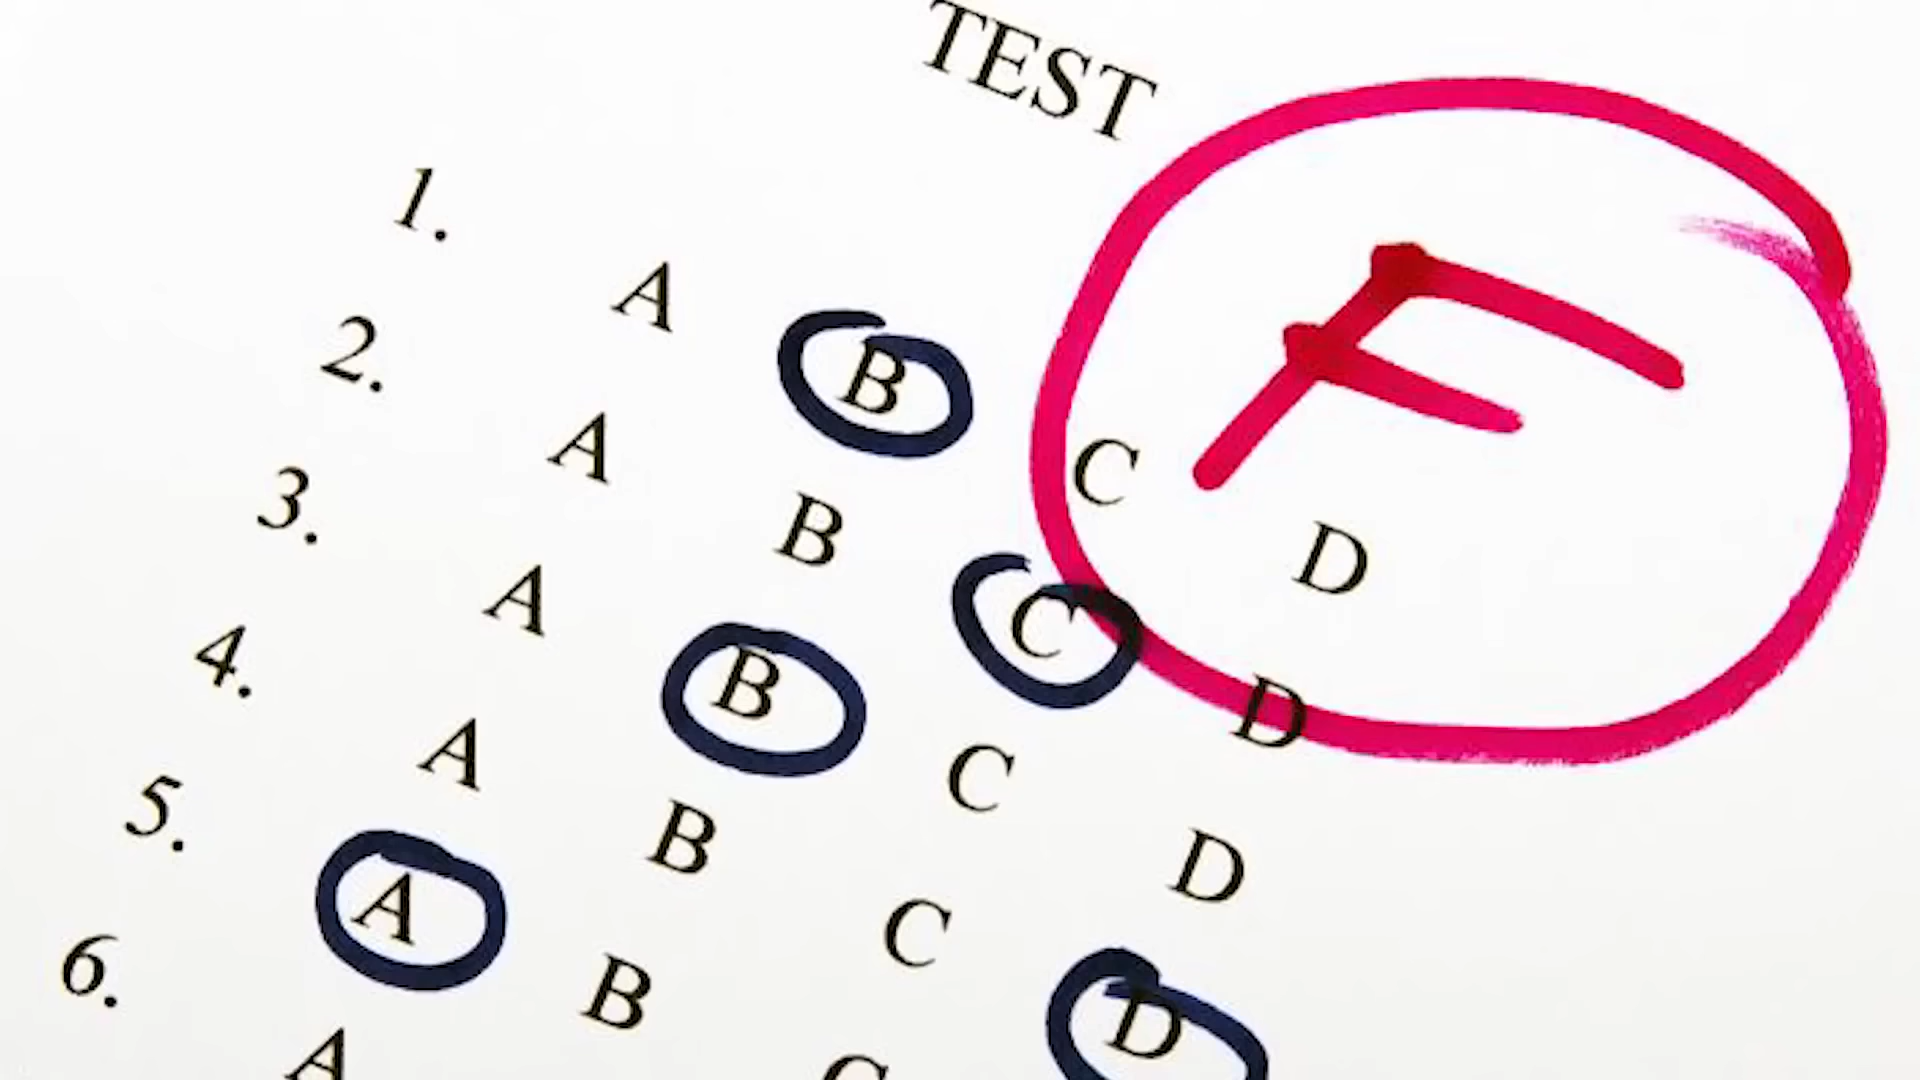 TEST
F
1. A B C D
2. A B C D
3. A B C D
4. A B C D
5. A B C
6. A